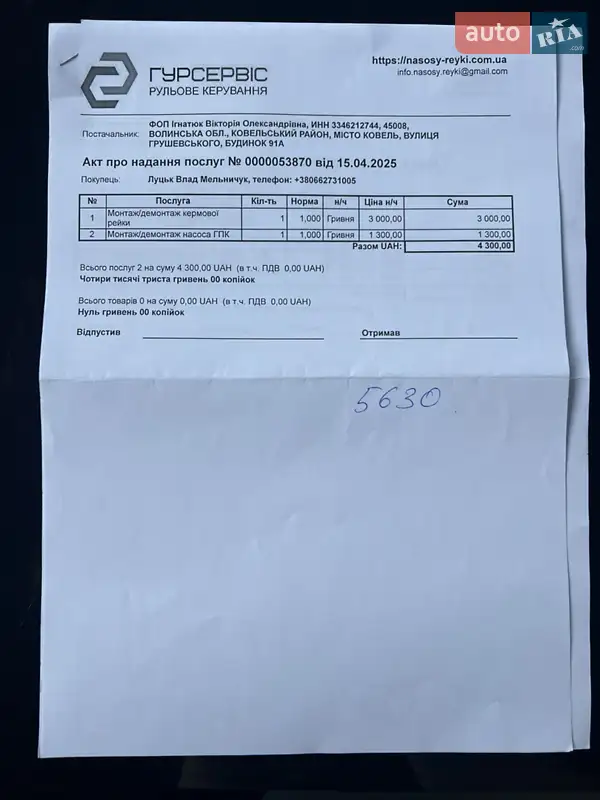 auto RIA .com
ГУРСЕРВІС
РУЛЬОВЕ КЕРУВАННЯ
https://nasosy-reyki.com.ua
info.nasosy.reyki@gmail.com
Постачальник: ФОП Ігнатюк Вікторія Олександрівна, ИНН 3346212744, 45008,
ВОЛИНСЬКА ОБЛ., КОВЕЛЬСЬКИЙ РАЙОН, МІСТО КОВЕЛЬ, ВУЛИЦЯ
ГРУШЕВСЬКОГО, БУДИНОК 91А
Акт про надання послуг № 0000053870 від 15.04.2025
Покупець: Луцьк Влад Мельничук, телефон: +380662731005
№ Послуга Кіл-ть Норма н/ч Ціна н/ч Сума
1 Монтаж/демонтаж кермової рейки 1 1,000 Гривня 3 000,00 3 000,00
2 Монтаж/демонтаж насоса ГПК 1 1,000 Гривня 1 300,00 1 300,00
Разом UAH: 4 300,00
Всього послуг 2 на суму 4 300,00 UAH (в т.ч. ПДВ 0,00 UAH)
Чотири тисячі триста гривень 00 копійок
Всього товарів 0 на суму 0,00 UAH (в т.ч. ПДВ 0,00 UAH)
Нуль гривень 00 копійок
Відпустив Отримав
5630